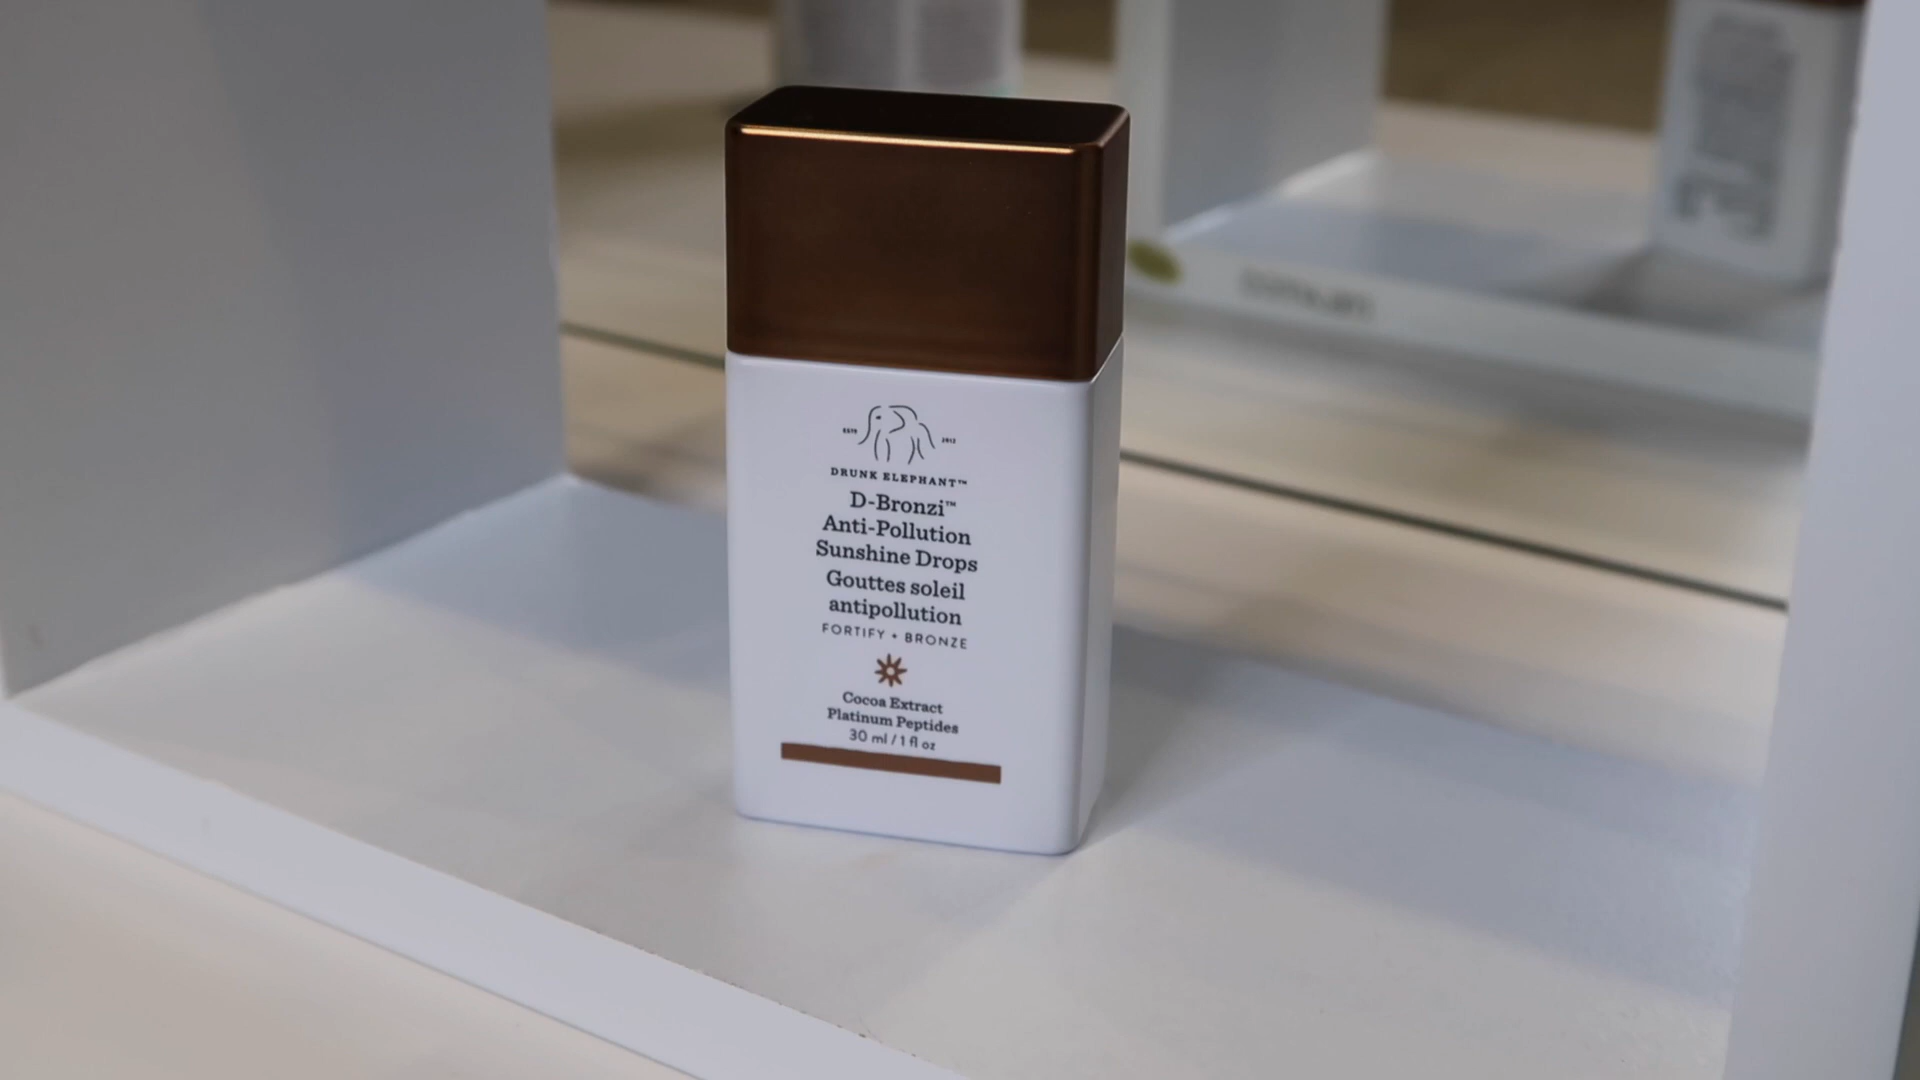 ESTD 2012
DRUNK ELEPHANT™
D-Bronzi™
Anti-Pollution
Sunshine Drops
Gouttes soleil
antipollution
FORTIFY + BRONZE
Cocoa Extract
Platinum Peptides
30 ml / 1 fl oz